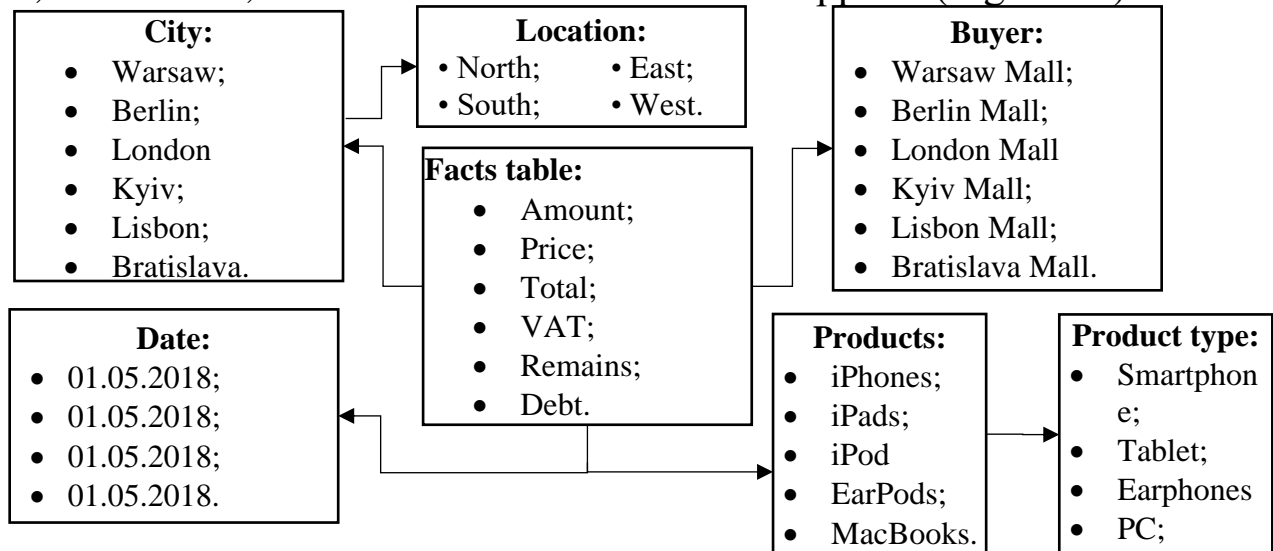 City:
• Warsaw;
• Berlin;
• London
• Kyiv;
• Lisbon;
• Bratislava.
Location:
• North; • East;
• South; • West.
Buyer:
• Warsaw Mall;
• Berlin Mall;
• London Mall
• Kyiv Mall;
• Lisbon Mall;
• Bratislava Mall.
Facts table:
• Amount;
• Price;
• Total;
• VAT;
• Remains;
• Debt.
Date:
• 01.05.2018;
• 01.05.2018;
• 01.05.2018;
• 01.05.2018.
Products:
• iPhones;
• iPads;
• iPod
• EarPods;
• MacBooks.
Product type:
• Smartphon
e;
• Tablet;
• Earphones
• PC;